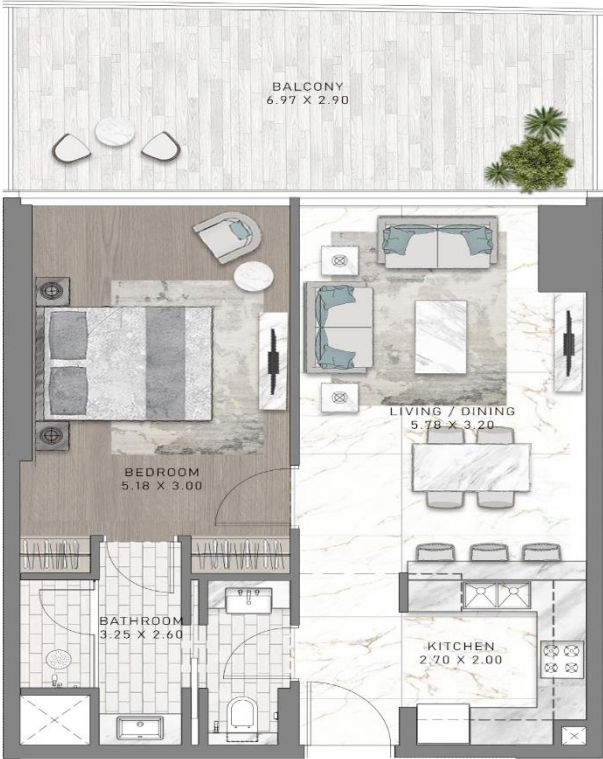 BALCONY
6.97 X 2.90
LIVING / DINING
5.78 X 3.20
BEDROOM
5.18 X 3.00
BATHROOM
3.25 X 2.60
KITCHEN
2.70 X 2.00